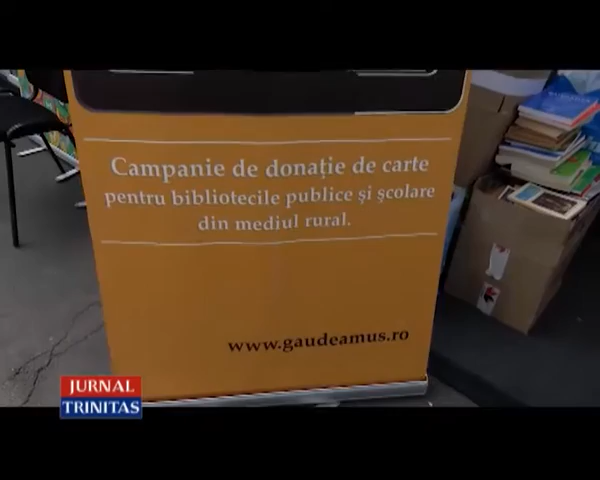 Campanie de donație de carte
pentru bibliotecile publice și școlare
din mediul rural.
www.gaudeamus.ro
JURNAL
TRINITAS